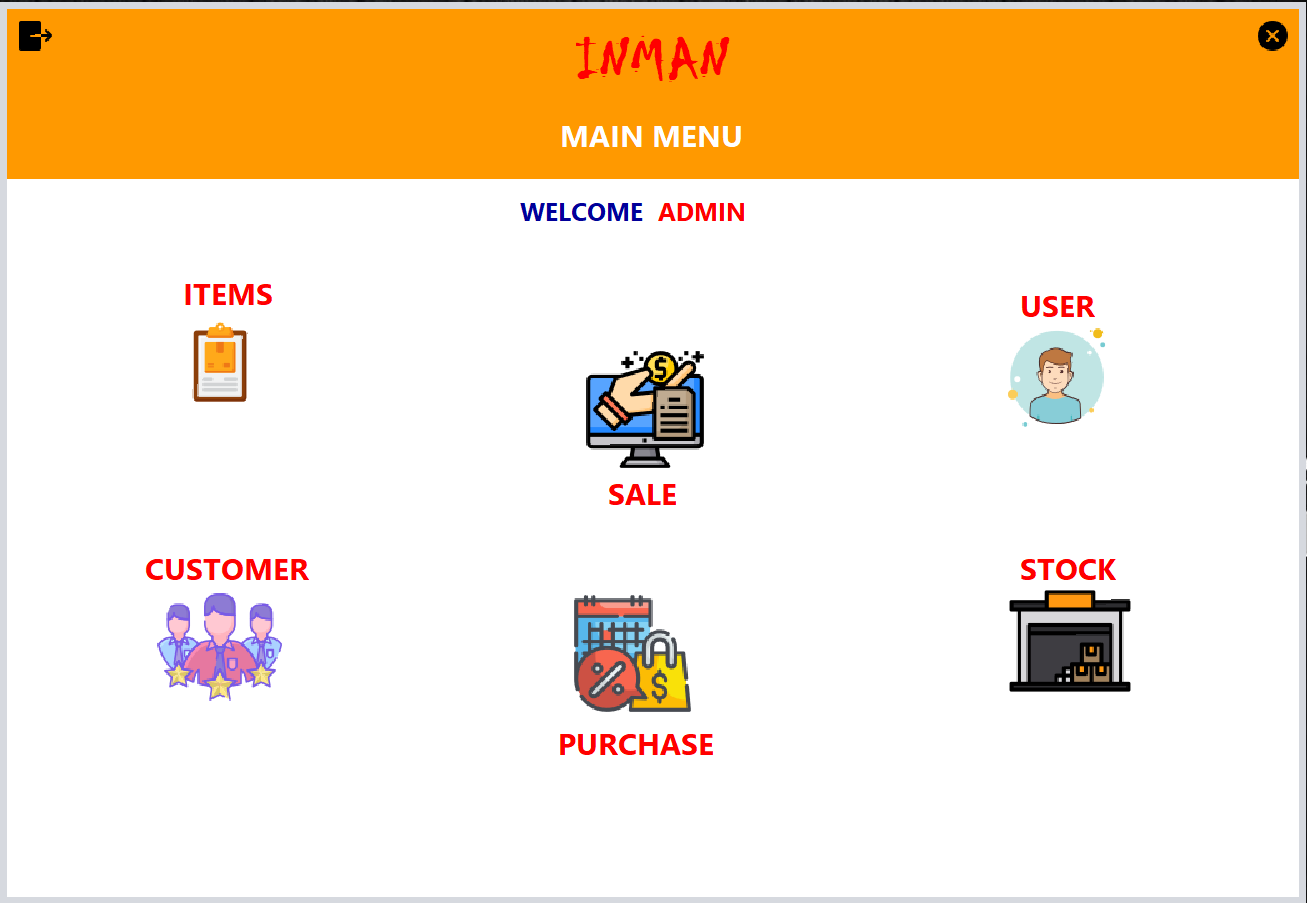 INMAN
MAIN MENU
WELCOME ADMIN
ITEMS
USER
SALE
CUSTOMER
STOCK
PURCHASE